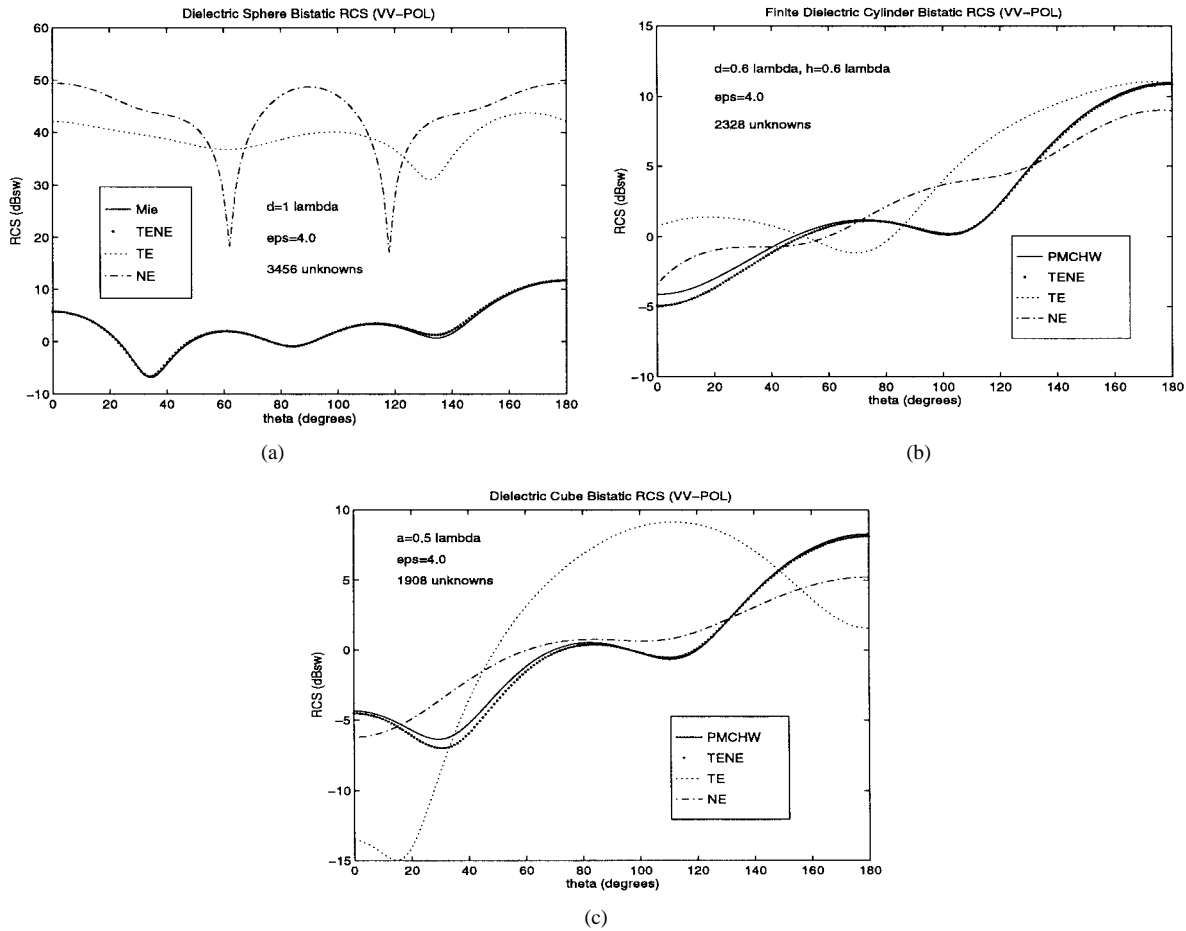 Dielectric Sphere Bistatic RCS (VV-POL)
60
50
40
30
20
10
0
-10
RCS (dBsw)
Mie
TENE
TE
NE
d=1 lambda
eps=4.0
3456 unknowns
0 20 40 60 80 100 120 140 160 180
theta (degrees)
(a)
Finite Dielectric Cylinder Bistatic RCS (VV-POL)
15
10
5
0
-5
-10
RCS (dBsw)
d=0.6 lambda, h=0.6 lambda
eps=4.0
2328 unknowns
PMCHW
TENE
TE
NE
0 20 40 60 80 100 120 140 160 180
theta (degrees)
(b)
Dielectric Cube Bistatic RCS (VV-POL)
10
5
0
-5
-10
-15
RCS (dBsw)
a=0.5 lambda
eps=4.0
1908 unknowns
PMCHW
TENE
TE
NE
0 20 40 60 80 100 120 140 160 180
theta (degrees)
(c)